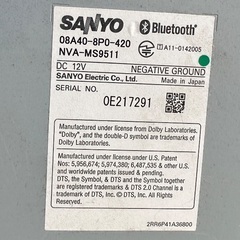 SANYO Bluetooth®
08A40-8P0-420
NVA-MS9511 T A11-0142005
DC 12V NEGATIVE GROUND
SANYO Electric Co., Ltd. Made in Japan
SERIAL NO.
0E217291
Manufactured under license from Dolby Laboratories.
"Dolby", and the double-D symbol are trademarks of
Dolby Laboratories.
Manufactured under license under U.S. Patent Nos:
5,956,674; 5,974,380; 6,487,535 & other U.S. and
worldwide patents issued & pending.
DTS, the Symbol, and DTS and the Symbol together
are registered trademarks & DTS 2.0 Channel is a
trademark of DTS, Inc. © DTS, Inc. All Rights Reserved.
2RR6P41A36800